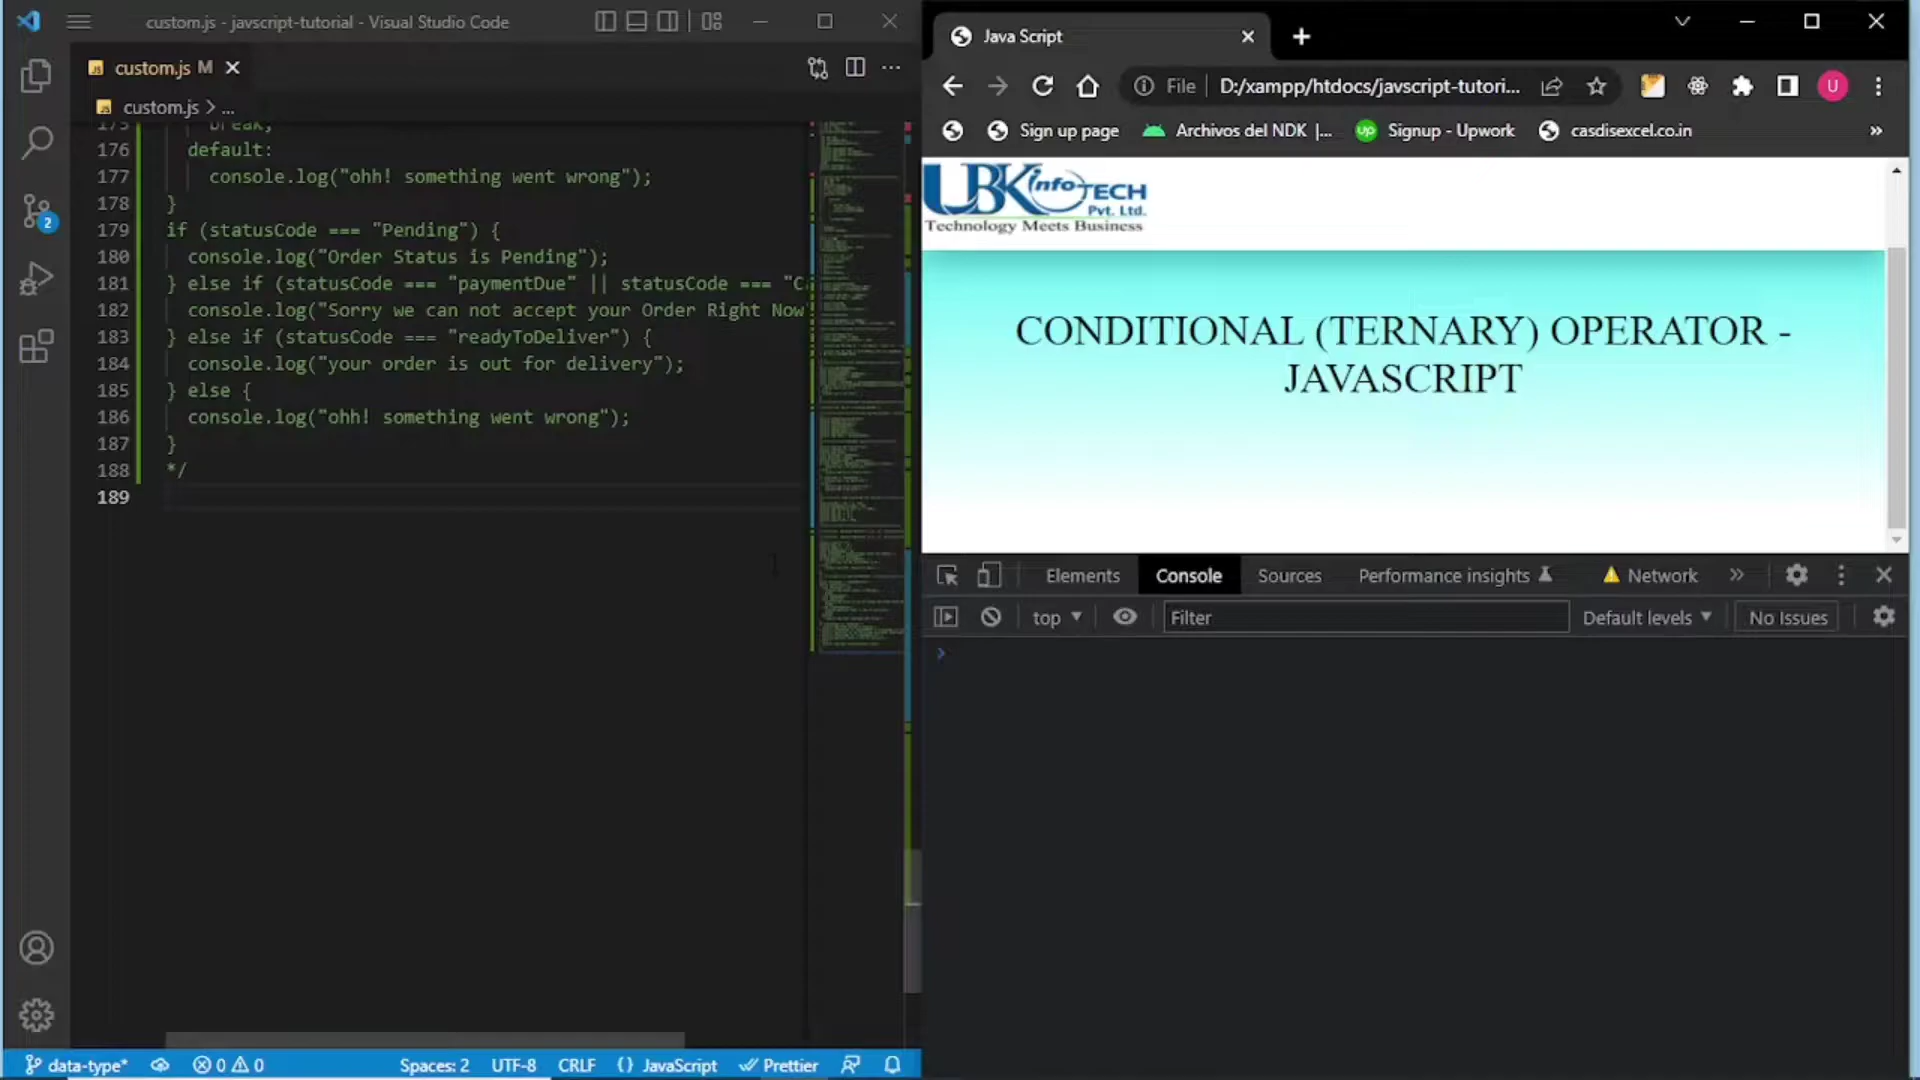 custom.js - javscript-tutorial - Visual Studio Code
custom.js M
custom.js > ...
175 break;
176 default:
177 console.log("ohh! something went wrong");
178 }
179 if (statusCode === "Pending") {
180 console.log("Order Status is Pending");
181 } else if (statusCode === "paymentDue" || statusCode === "C
182 console.log("Sorry we can not accept your Order Right Now"
183 } else if (statusCode === "readyToDeliver") {
184 console.log("your order is out for delivery");
185 } else {
186 console.log("ohh! something went wrong");
187 }
188 */
189
2
data-type* 0 0 Spaces: 2 UTF-8 CRLF {} JavaScript Prettier
Java Script
File D:/xampp/htdocs/javscript-tutori... U
Sign up page Archivos del NDK |... up Signup - Upwork casdisexcel.co.in »
UBK infoTECH
Pvt. Ltd.
Technology Meets Business
CONDITIONAL (TERNARY) OPERATOR -
JAVASCRIPT
Elements Console Sources Performance insights Network »
top Filter Default levels No Issues